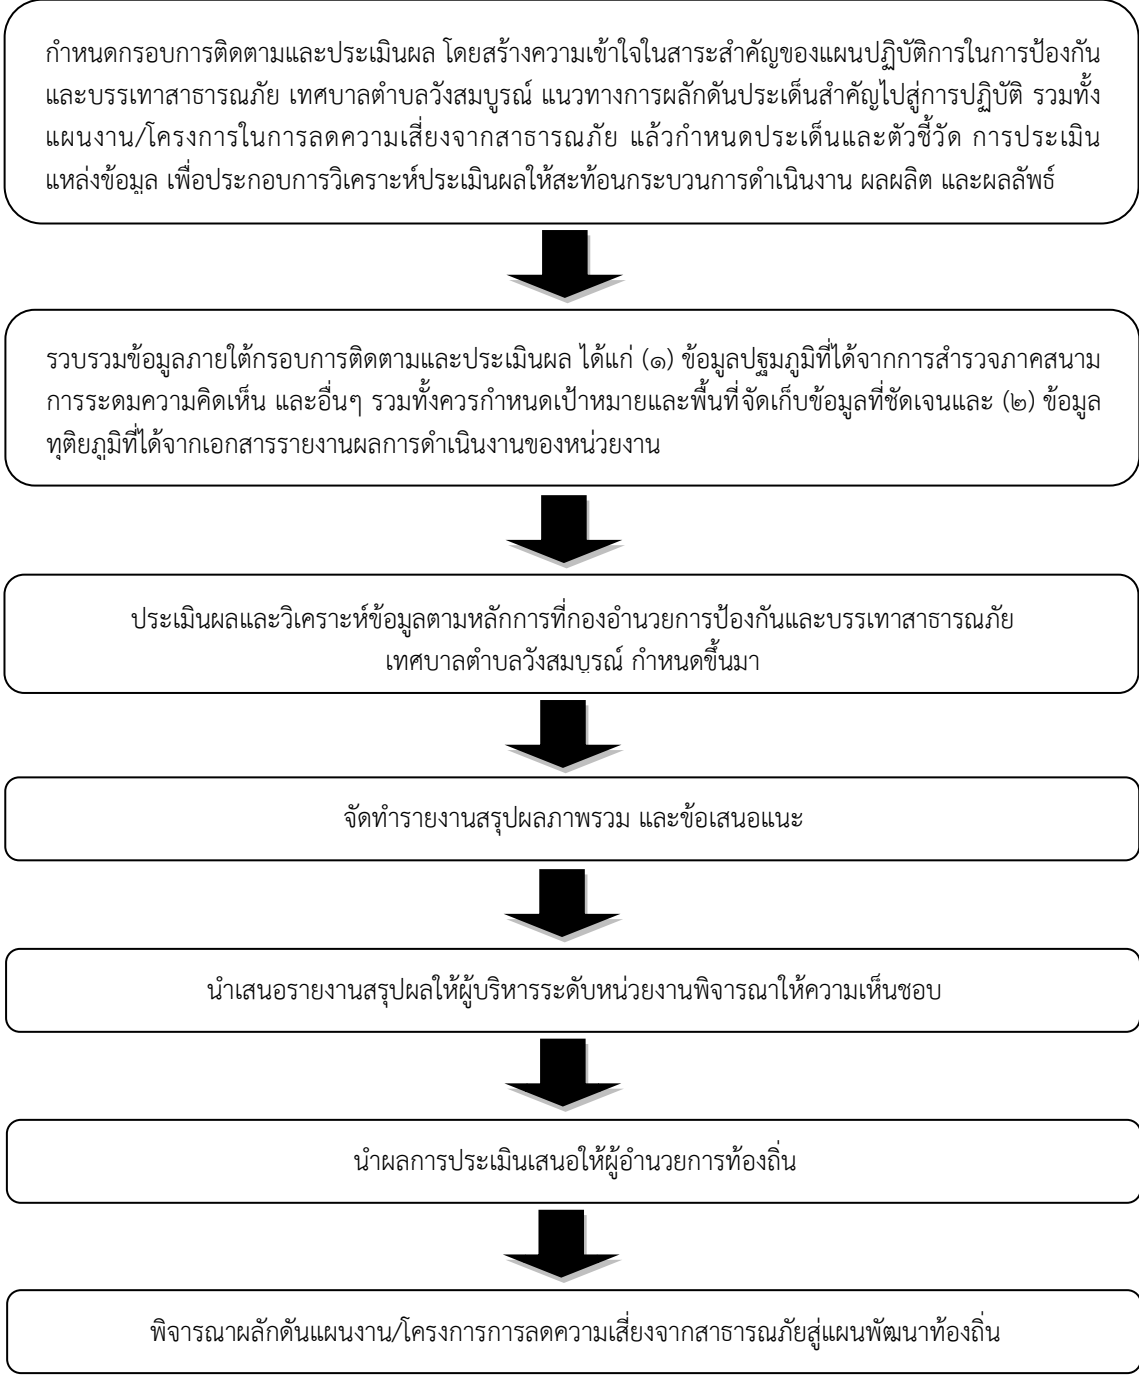 กำหนดกรอบการติดตามและประเมินผล โดยสร้างความเข้าใจในสาระสำคัญของแผนปฏิบัติการในการป้องกัน
และบรรเทาสาธารณภัย เทศบาลตำบลวังสมบูรณ์ แนวทางการผลักดันประเด็นสำคัญไปสู่การปฏิบัติ รวมทั้ง
แผนงาน/โครงการในการลดความเสี่ยงจากสาธารณภัย แล้วกำหนดประเด็นและตัวชี้วัด การประเมิน
แหล่งข้อมูล เพื่อประกอบการวิเคราะห์ประเมินผลให้สะท้อนกระบวนการดำเนินงาน ผลผลิต และผลลัพธ์
รวบรวมข้อมูลภายใต้กรอบการติดตามและประเมินผล ได้แก่ (๑) ข้อมูลปฐมภูมิที่ได้จากการสำรวจภาคสนาม
การระดมความคิดเห็น และอื่นๆ รวมทั้งควรกำหนดเป้าหมายและพื้นที่จัดเก็บข้อมูลที่ชัดเจนและ (๒) ข้อมูล
ทุติยภูมิที่ได้จากเอกสารรายงานผลการดำเนินงานของหน่วยงาน
ประเมินผลและวิเคราะห์ข้อมูลตามหลักการที่กองอำนวยการป้องกันและบรรเทาสาธารณภัย
เทศบาลตำบลวังสมบูรณ์ กำหนดขึ้นมา
จัดทำรายงานสรุปผลภาพรวม และข้อเสนอแนะ
นำเสนอรายงานสรุปผลให้ผู้บริหารระดับหน่วยงานพิจารณาให้ความเห็นชอบ
นำผลการประเมินเสนอให้ผู้อำนวยการท้องถิ่น
พิจารณาผลักดันแผนงาน/โครงการการลดความเสี่ยงจากสาธารณภัยสู่แผนพัฒนาท้องถิ่น